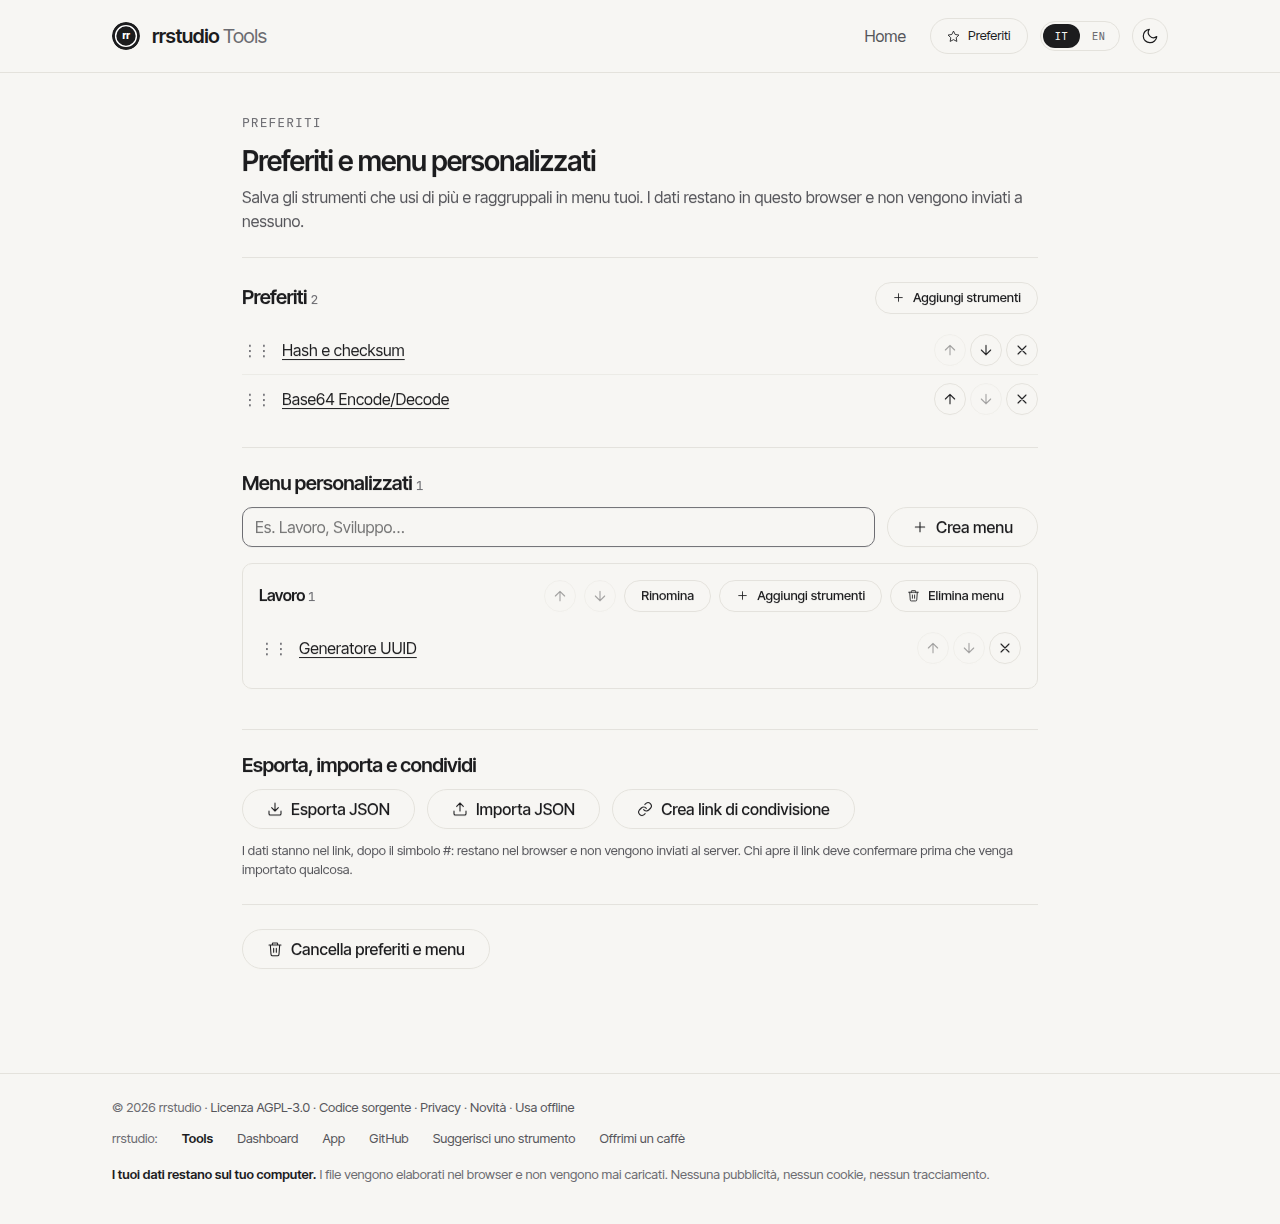 rr rrstudio Tools
Home
Preferiti
IT EN
PREFERITI
Preferiti e menu personalizzati
Salva gli strumenti che usi di più e raggruppali in menu tuoi. I dati restano in questo browser e non vengono inviati a
nessuno.
Preferiti 2
Aggiungi strumenti
Hash e checksum
Base64 Encode/Decode
Menu personalizzati 1
Es. Lavoro, Sviluppo…
Crea menu
Lavoro 1
Rinomina
Aggiungi strumenti
Elimina menu
Generatore UUID
Esporta, importa e condividi
Esporta JSON
Importa JSON
Crea link di condivisione
I dati stanno nel link, dopo il simbolo #: restano nel browser e non vengono inviati al server. Chi apre il link deve confermare prima che venga
importato qualcosa.
Cancella preferiti e menu
© 2026 rrstudio · Licenza AGPL-3.0 · Codice sorgente · Privacy · Novità · Usa offline
rrstudio: Tools Dashboard App GitHub Suggerisci uno strumento Offrimi un caffè
I tuoi dati restano sul tuo computer. I file vengono elaborati nel browser e non vengono mai caricati. Nessuna pubblicità, nessun cookie, nessun tracciamento.